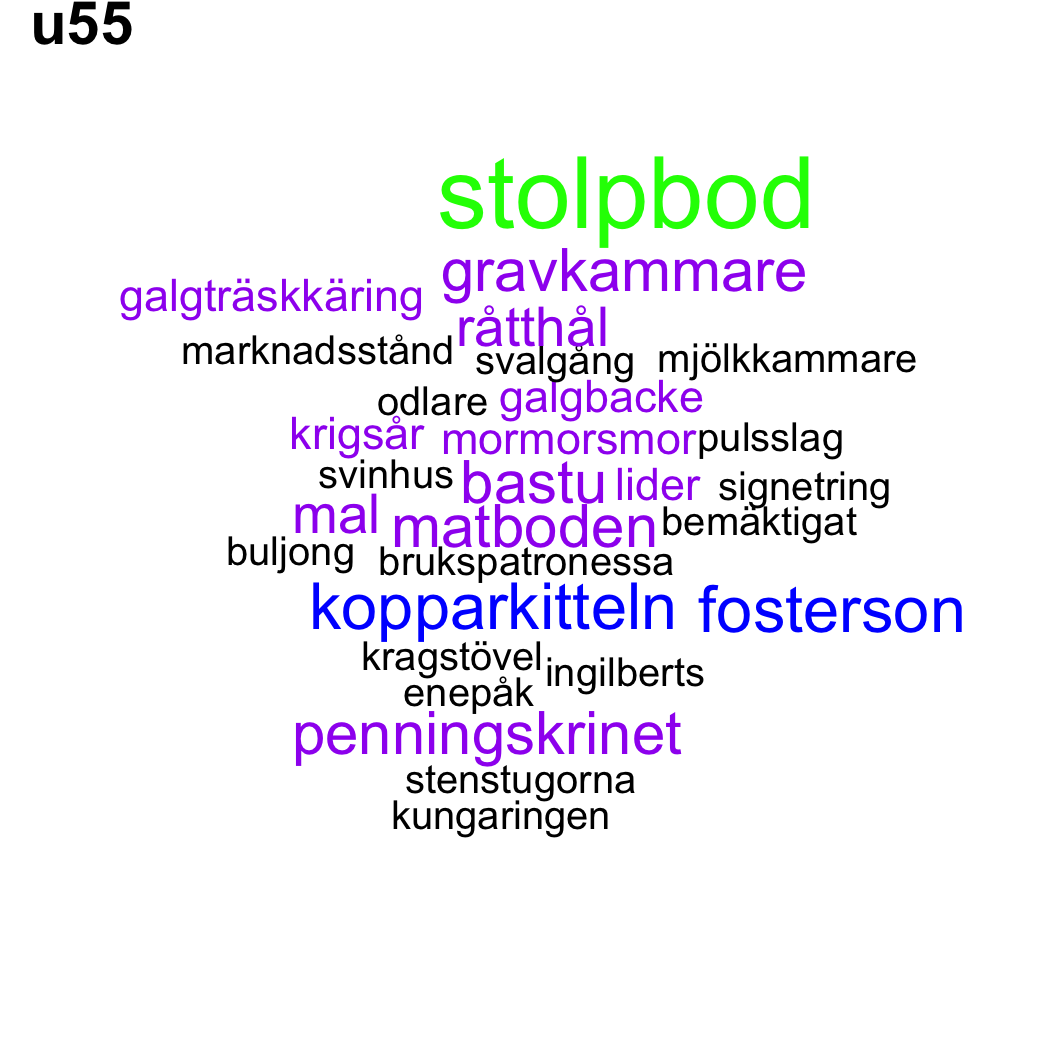 u55
stolpbod
gravkammare
galgträskkäring
råtthål
marknadsstånd svalgång mjölkkammare
odlare galgbacke
krigsår mormorsmor pulsslag
svinhus bastu lider signetring
mal matboden bemäktigat
buljong brukspatronessa
kopparkitteln fosterson
kragstövel ingilberts
enepåk
penningskrinet
stenstugorna
kungaringen